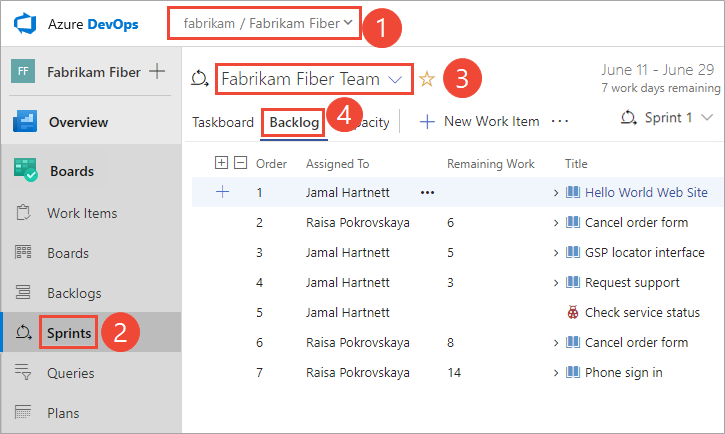 Azure DevOps
fabrikam / Fabrikam Fiber
1
FF
Fabrikam Fiber
Fabrikam Fiber Team
3
June 11 - June 29
7 work days remaining
Overview
4
Taskboard
Backlog
pacity
New Work Item
Sprint 1
Boards
Order
Assigned To
Remaining Work
Title
1 Jamal Hartnett Hello World Web Site
Work Items
2 Raisa Pokrovskaya 6 Cancel order form
Boards
3 Jamal Hartnett 5 GSP locator interface
Backlogs
4 Jamal Hartnett 3 Request support
5 Jamal Hartnett Check service status
Sprints
2
6 Raisa Pokrovskaya 8 Cancel order form
Queries
7 Raisa Pokrovskaya 14 Phone sign in
Plans